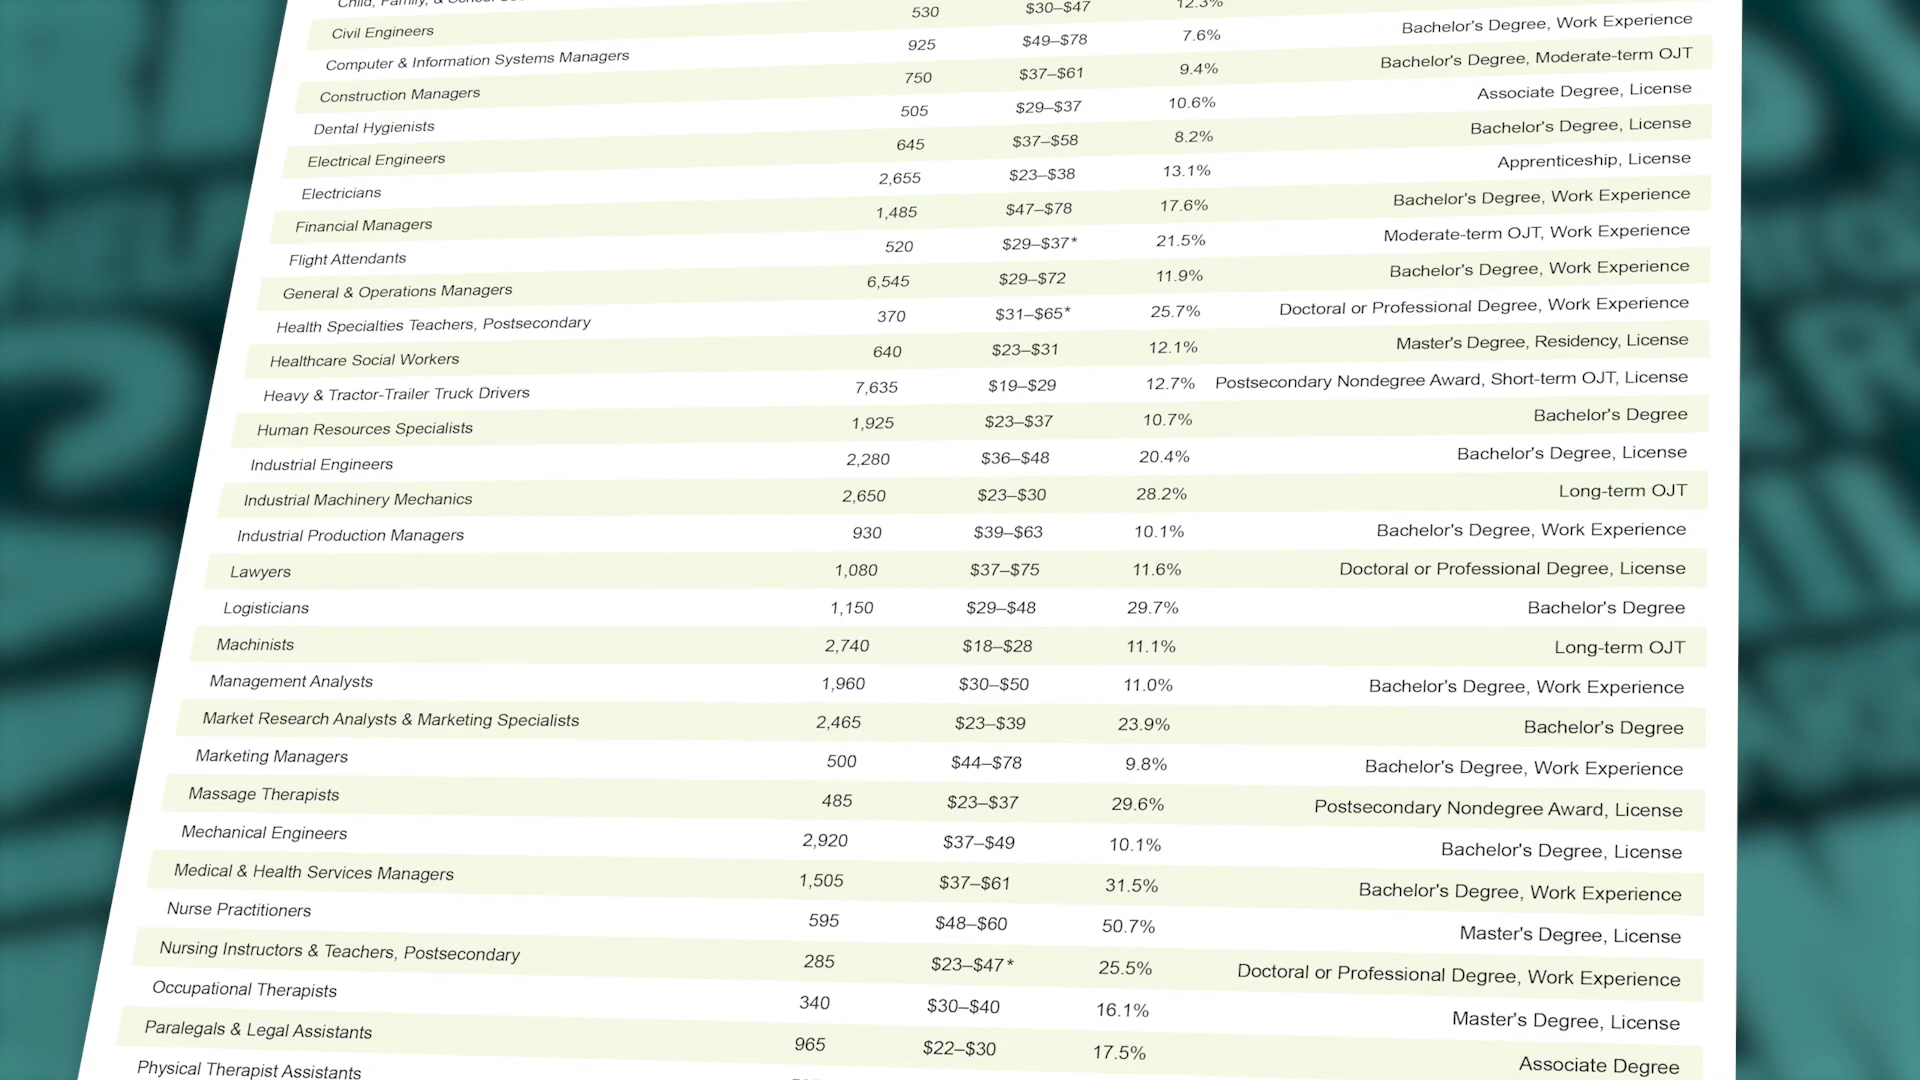 Child, Family, & School
Civil Engineers 530 $30–$47 12.3%
Computer & Information Systems Managers 925 $49–$78 7.6% Bachelor's Degree, Work Experience
Construction Managers 750 $37–$61 9.4% Bachelor's Degree, Moderate-term OJT
Dental Hygienists 505 $29–$37 10.6% Associate Degree, License
Electrical Engineers 645 $37–$58 8.2% Bachelor's Degree, License
Electricians 2,655 $23–$38 13.1% Apprenticeship, License
Financial Managers 1,485 $47–$78 17.6% Bachelor's Degree, Work Experience
Flight Attendants 520 $29–$37* 21.5% Moderate-term OJT, Work Experience
General & Operations Managers 6,545 $29–$72 11.9% Bachelor's Degree, Work Experience
Health Specialties Teachers, Postsecondary 370 $31–$65* 25.7% Doctoral or Professional Degree, Work Experience
Healthcare Social Workers 640 $23–$31 12.1% Master's Degree, Residency, License
Heavy & Tractor-Trailer Truck Drivers 7,635 $19–$29 12.7% Postsecondary Nondegree Award, Short-term OJT, License
Human Resources Specialists 1,925 $23–$37 10.7% Bachelor's Degree
Industrial Engineers 2,280 $36–$48 20.4% Bachelor's Degree, License
Industrial Machinery Mechanics 2,650 $23–$30 28.2% Long-term OJT
Industrial Production Managers 930 $39–$63 10.1% Bachelor's Degree, Work Experience
Lawyers 1,080 $37–$75 11.6% Doctoral or Professional Degree, License
Logisticians 1,150 $29–$48 29.7% Bachelor's Degree
Machinists 2,740 $18–$28 11.1% Long-term OJT
Management Analysts 1,960 $30–$50 11.0% Bachelor's Degree, Work Experience
Market Research Analysts & Marketing Specialists 2,465 $23–$39 23.9% Bachelor's Degree
Marketing Managers 500 $44–$78 9.8% Bachelor's Degree, Work Experience
Massage Therapists 485 $23–$37 29.6% Postsecondary Nondegree Award, License
Mechanical Engineers 2,920 $37–$49 10.1% Bachelor's Degree, License
Medical & Health Services Managers 1,505 $37–$61 31.5% Bachelor's Degree, Work Experience
Nurse Practitioners 595 $48–$60 50.7% Master's Degree, License
Nursing Instructors & Teachers, Postsecondary 285 $23–$47* 25.5% Doctoral or Professional Degree, Work Experience
Occupational Therapists 340 $30–$40 16.1% Master's Degree, License
Paralegals & Legal Assistants 965 $22–$30 17.5% Associate Degree
Physical Therapist Assistants